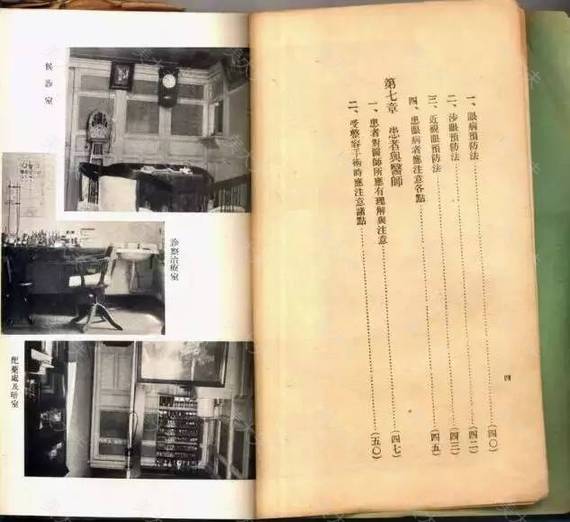 一、眼病預防法……(四〇)
二、沙眼預防法……(四二)
三、近視眼預防法……(四三)
四、患眼病者應注意各點……(四五)
第七章 患者與醫師
一、患者對醫師所應有理解與注意……(四七)
二、受整容手術時應注意諸點……(五〇)
四
候診室
診察治療室
配藥處及暗室